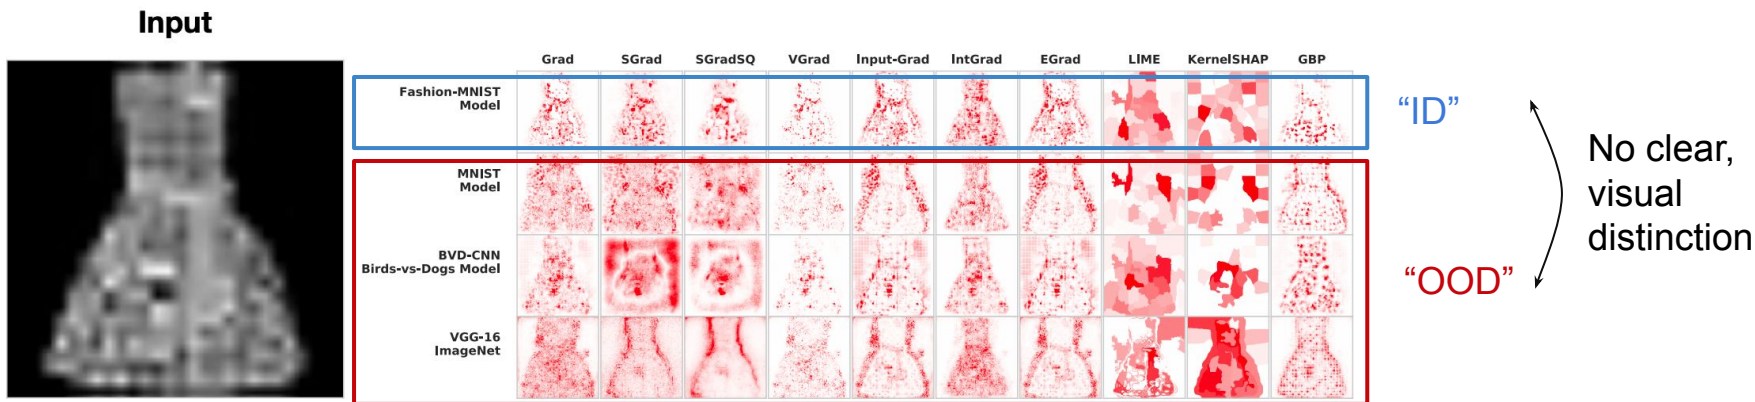 Input
Grad SGrad SGradSQ VGrad Input-Grad IntGrad EGrad LIME KernelSHAP GBP
Fashion-MNIST
Model
MNIST
Model
BVD-CNN
Birds-vs-Dogs Model
VGG-16
ImageNet
“ID”
“OOD”
No clear,
visual
distinction